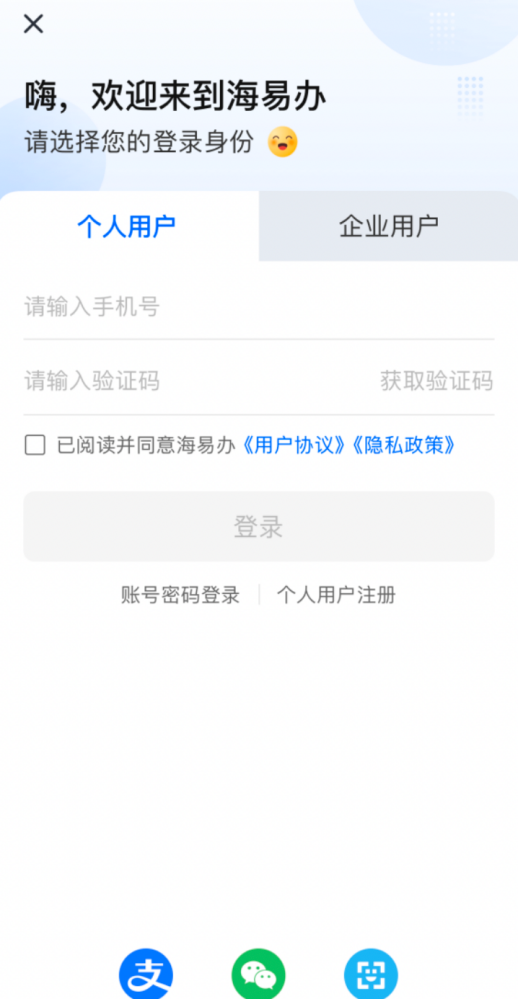 嗨，欢迎来到海易办
请选择您的登录身份
个人用户 企业用户
请输入手机号
请输入验证码 获取验证码
已阅读并同意海易办《用户协议》《隐私政策》
登录
账号密码登录 个人用户注册
支